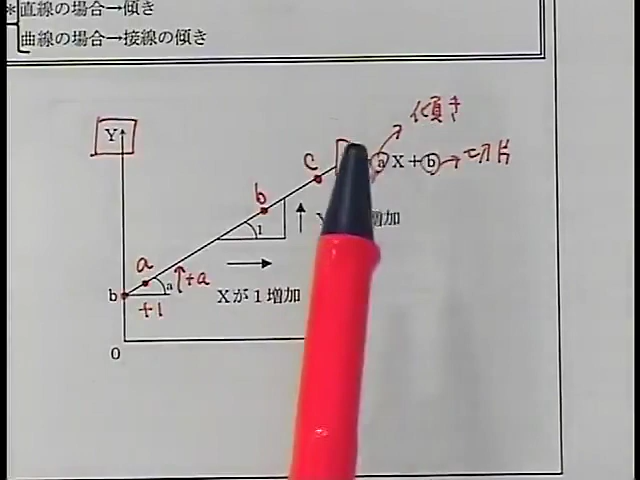 *直線の場合→傾き
曲線の場合→接線の傾き
傾き
Y
c
a X + b → 切片
b
1
増加
a
+a
a
b
+1
Xが1増加
0